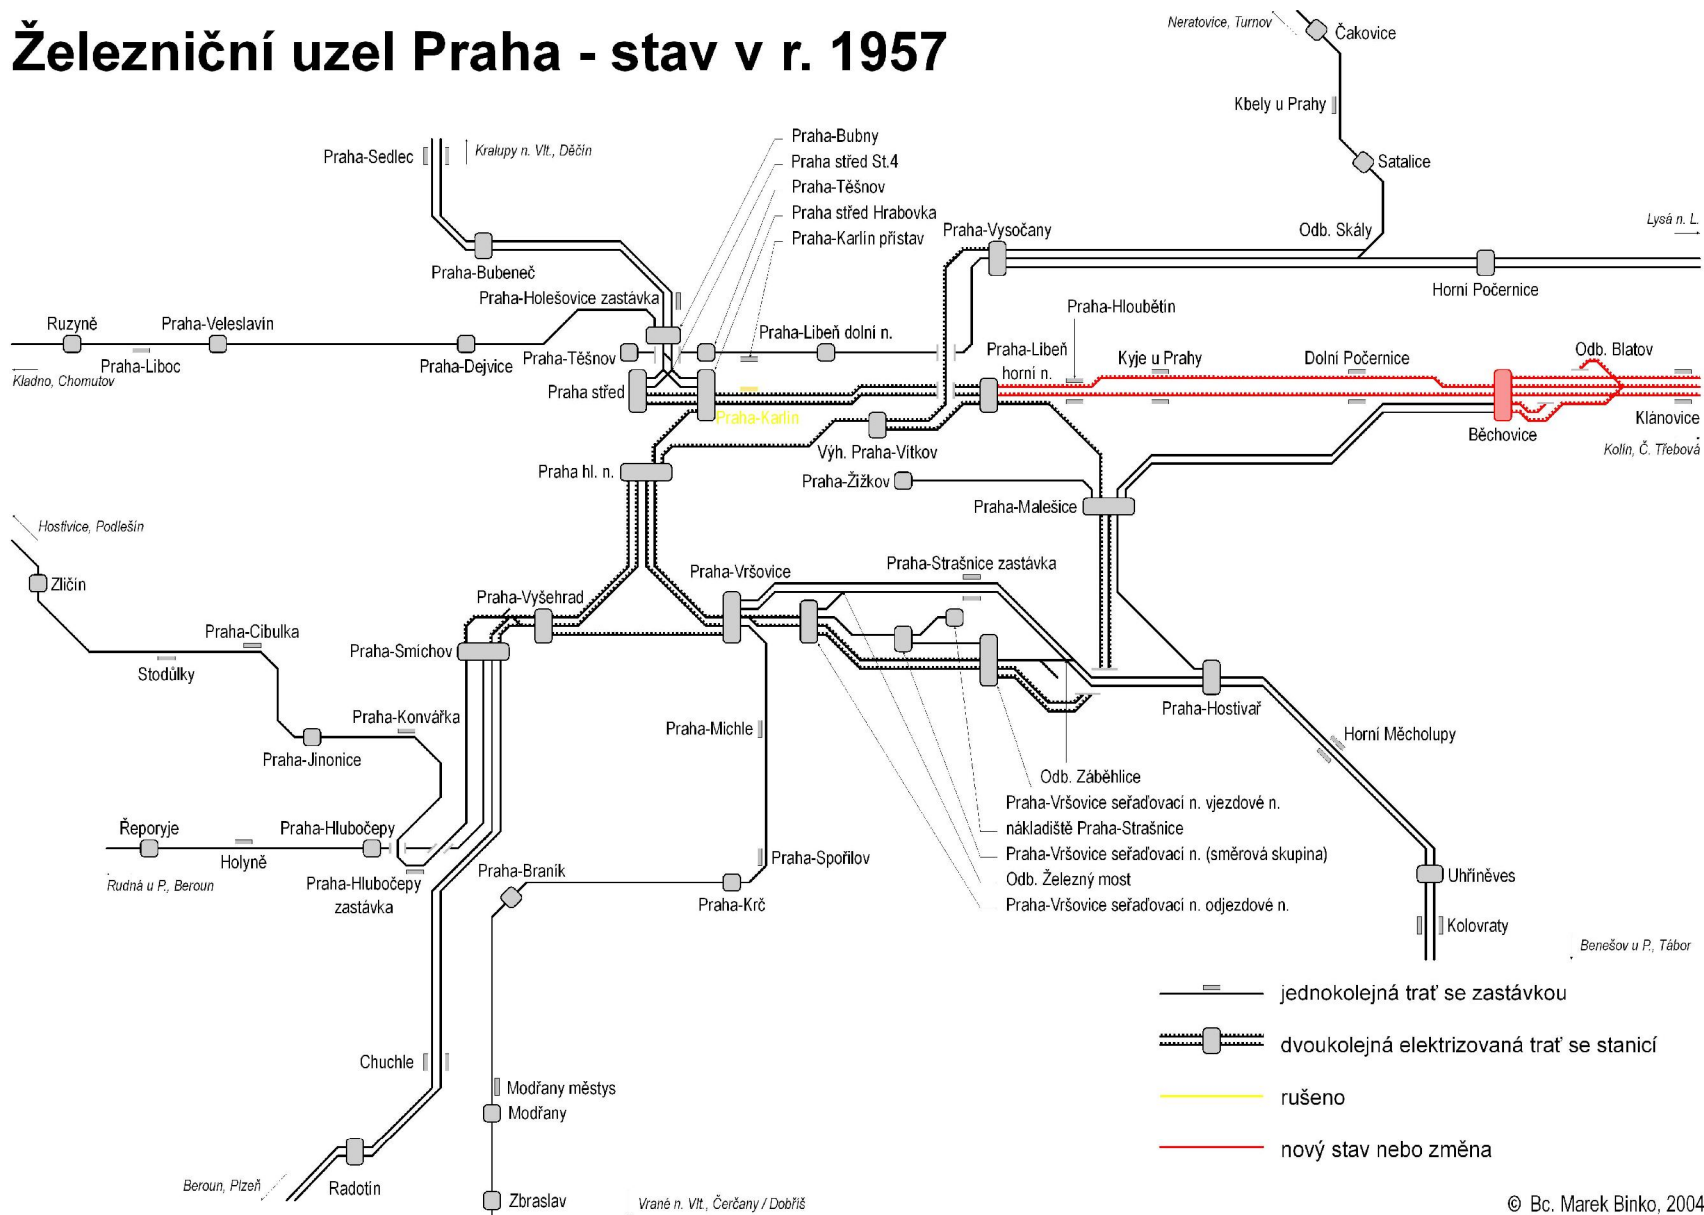 Železniční uzel Praha - stav v r. 1957
Neratovice, Turnov
Čakovice
Kbely u Prahy
Satalice
Odb. Skály
Lysá n. L.
Praha-Sedlec
Kralupy n. Vlt., Děčín
Praha-Bubny
Praha střed St.4
Praha-Těšnov
Praha střed Hrabovka
Praha-Karlín přístav
Praha-Vysočany
Praha-Bubeneč
Praha-Holešovice zastávka
Horní Počernice
Ruzyně
Praha-Veleslavín
Praha-Liboc
Praha-Dejvice
Kladno, Chomutov
Praha-Těšnov
Praha-Libeň dolní n.
Praha střed
Praha-Karlín
Praha-Libeň
horní n.
Praha-Hloubětín
Kyje u Prahy
Dolní Počernice
Odb. Blatov
Běchovice
Klánovice
Kolín, Č. Třebová
Praha hl. n.
Výh. Praha-Vítkov
Praha-Žižkov
Praha-Malešice
Hostivice, Podlešín
Zličín
Praha-Cibulka
Stodůlky
Praha-Vyšehrad
Praha-Vršovice
Praha-Strašnice zastávka
Praha-Smíchov
Praha-Konvářka
Praha-Jinonice
Praha-Michle
Praha-Hostivař
Horní Měcholupy
Odb. Záběhlice
Praha-Vršovice seřaďovací n. vjezdové n.
nákladiště Praha-Strašnice
Praha-Vršovice seřaďovací n. (směrová skupina)
Odb. Železný most
Praha-Vršovice seřaďovací n. odjezdové n.
Řeporyje
Holyně
Praha-Hlubočepy
Rudná u P., Beroun
Praha-Hlubočepy
zastávka
Praha-Braník
Praha-Spořilov
Praha-Krč
Uhříněves
Kolovraty
Benešov u P., Tábor
Chuchle
Modřany městys
Modřany
Radotín
Beroun, Plzeň
Zbraslav
Vrané n. Vlt., Čerčany / Dobříš
jednokolejná trať se zastávkou
dvoukolejná elektrizovaná trať se stanicí
rušeno
nový stav nebo změna
© Bc. Marek Binko, 2004